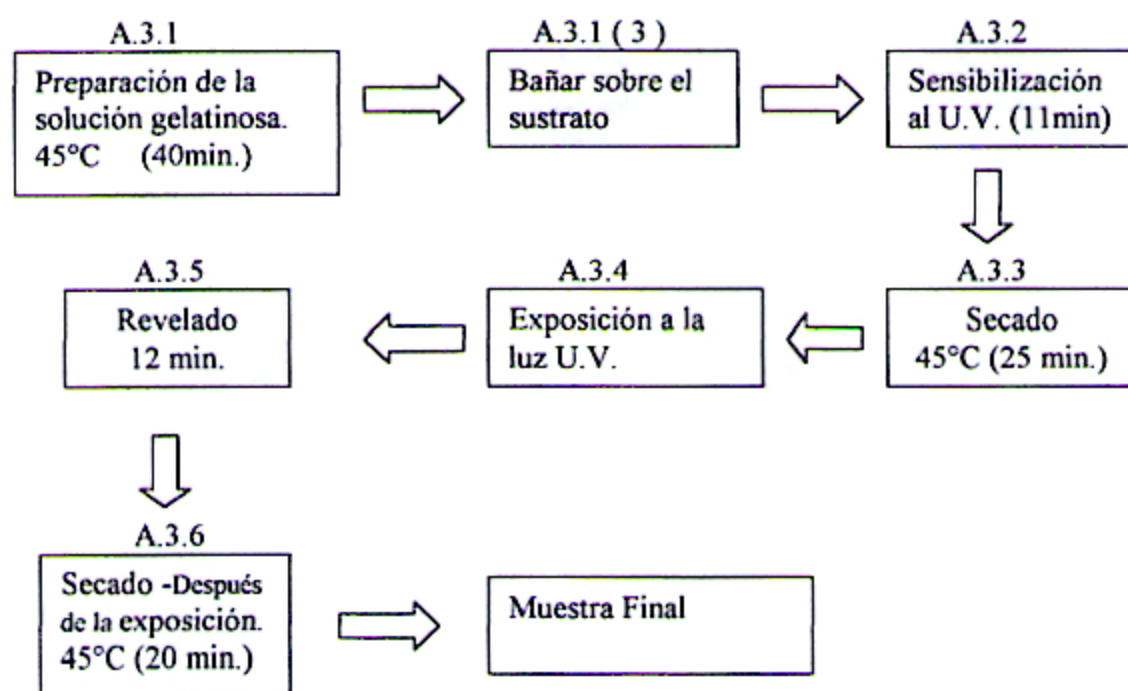 A.3.1
Preparación de la
solución gelatinosa.
45°C (40min.)
A.3.1 ( 3 )
Bañar sobre el
sustrato
A.3.2
Sensibilización
al U.V. (11min)
A.3.3
Secado
45°C (25 min.)
A.3.4
Exposición a la
luz U.V.
A.3.5
Revelado
12 min.
A.3.6
Secado -Después
de la exposición.
45°C (20 min.)
Muestra Final